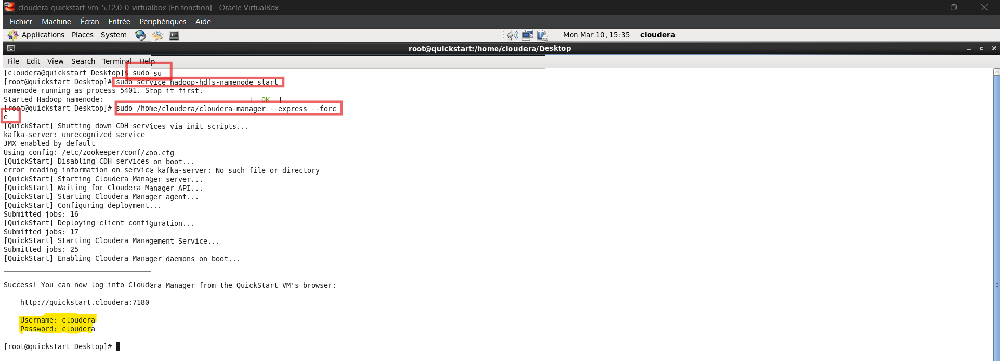 cloudera-quickstart-vm-5.12.0-0-virtualbox [En fonction] - Oracle VirtualBox
Fichier Machine Écran Entrée Périphériques Aide
Applications Places System Mon Mar 10, 15:35 cloudera
root@quickstart:/home/cloudera/Desktop
File Edit View Search Terminal Help
[cloudera@quickstart Desktop]$ sudo su
[root@quickstart Desktop]# sudo service hadoop-hdfs-namenode start
namenode running as process 5401. Stop it first.
Started Hadoop namenode: [ OK ]
[root@quickstart Desktop]# sudo /home/cloudera/cloudera-manager --express --forc
e
[QuickStart] Shutting down CDH services via init scripts...
kafka-server: unrecognized service
JMX enabled by default
Using config: /etc/zookeeper/conf/zoo.cfg
[QuickStart] Disabling CDH services on boot...
error reading information on service kafka-server: No such file or directory
[QuickStart] Starting Cloudera Manager server...
[QuickStart] Waiting for Cloudera Manager API...
[QuickStart] Starting Cloudera Manager agent...
[QuickStart] Configuring deployment...
Submitted jobs: 16
[QuickStart] Deploying client configuration...
Submitted jobs: 17
[QuickStart] Starting Cloudera Management Service...
Submitted jobs: 25
[QuickStart] Enabling Cloudera Manager daemons on boot...
Success! You can now log into Cloudera Manager from the QuickStart VM's browser:
http://quickstart.cloudera:7180
Username: cloudera
Password: cloudera
[root@quickstart Desktop]#